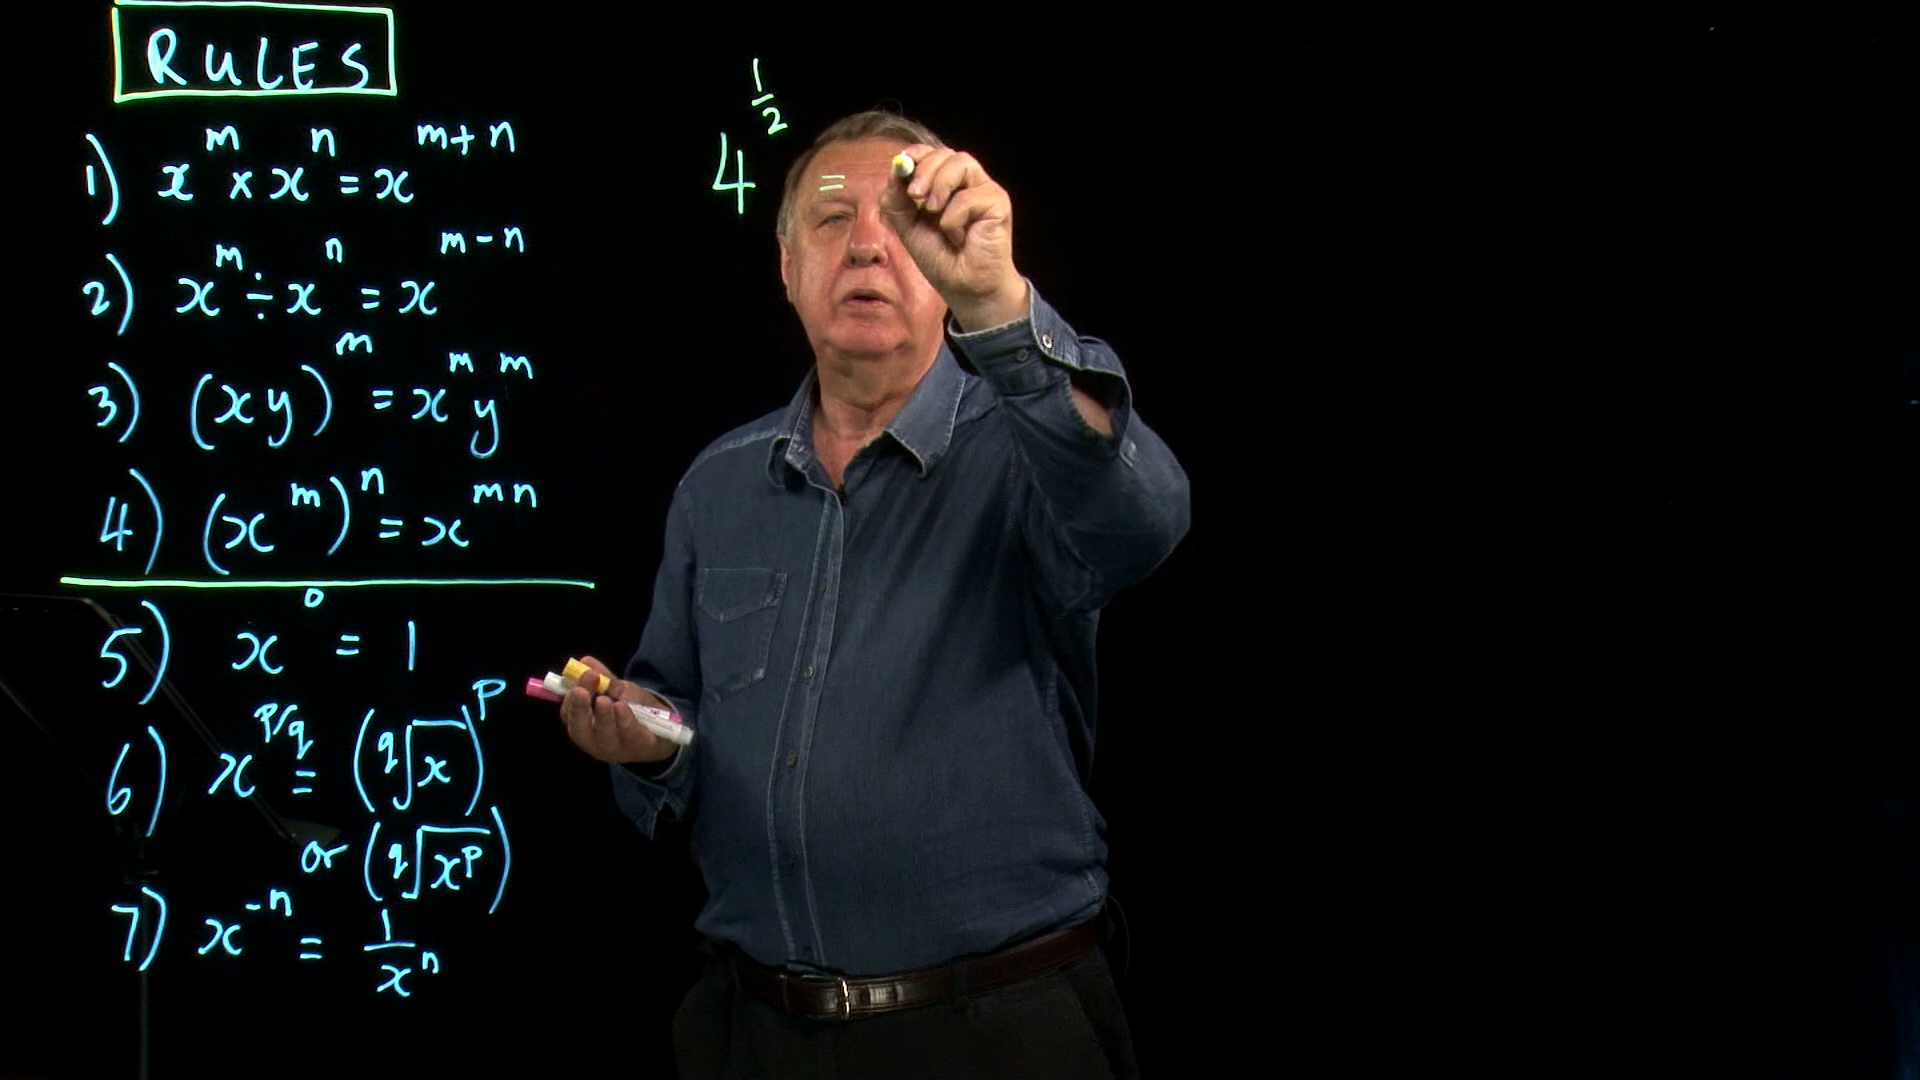 RULES
1) x^m × x^n = x^{m+n}
2) x^m ÷ x^n = x^{m-n}
3) (xy)^m = x^m y^m
4) (x^m)^n = x^{mn}
5) x^0 = 1
6) x^{p/q} = (q√x)^p
or (q√x^p)
7) x^{-n} = 1/x^n
4^{1/2} =